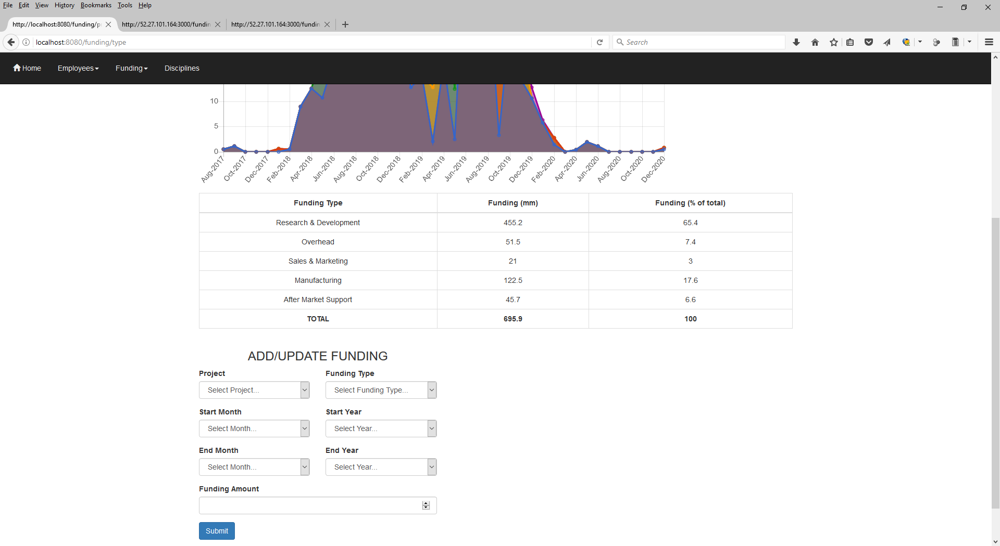 File Edit View History Bookmarks Tools Help
http://localhost:8080/funding/p http://52.27.101.164:3000/fundin http://52.27.101.164:3000/fundin
localhost:8080/funding/type Search
Home Employees Funding Disciplines
10
5
0
Aug-2017 Oct-2017 Dec-2017 Feb-2018 Apr-2018 Jun-2018 Aug-2018 Oct-2018 Dec-2018 Feb-2019 Apr-2019 Jun-2019 Aug-2019 Oct-2019 Dec-2019 Feb-2020 Apr-2020 Jun-2020 Aug-2020 Oct-2020 Dec-2020
Funding Type Funding (mm) Funding (% of total)
Research & Development 455.2 65.4
Overhead 51.5 7.4
Sales & Marketing 21 3
Manufacturing 122.5 17.6
After Market Support 45.7 6.6
TOTAL 695.9 100
ADD/UPDATE FUNDING
Project Funding Type
Select Project... Select Funding Type...
Start Month Start Year
Select Month... Select Year...
End Month End Year
Select Month... Select Year...
Funding Amount
Submit